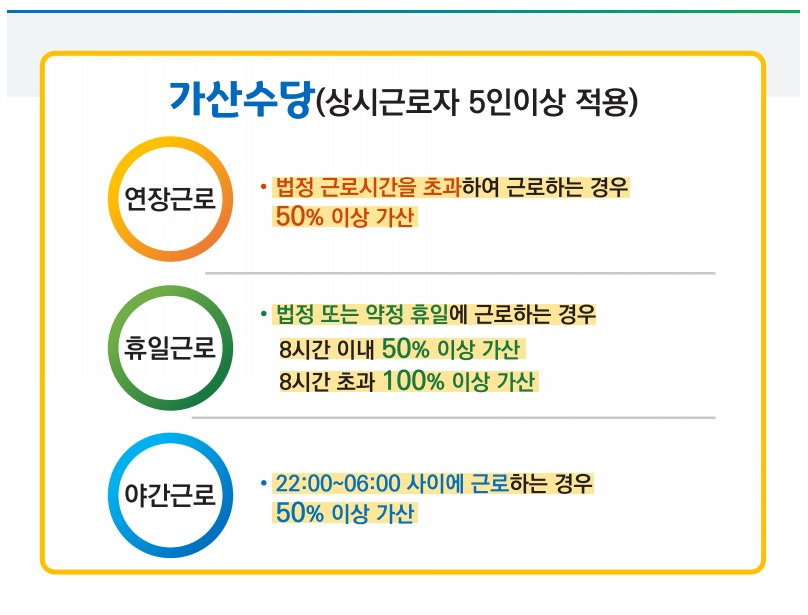 가산수당(상시근로자 5인이상 적용)
연장근로
• 법정 근로시간을 초과하여 근로하는 경우
50% 이상 가산
휴일근로
• 법정 또는 약정 휴일에 근로하는 경우
8시간 이내 50% 이상 가산
8시간 초과 100% 이상 가산
야간근로
• 22:00~06:00 사이에 근로하는 경우
50% 이상 가산